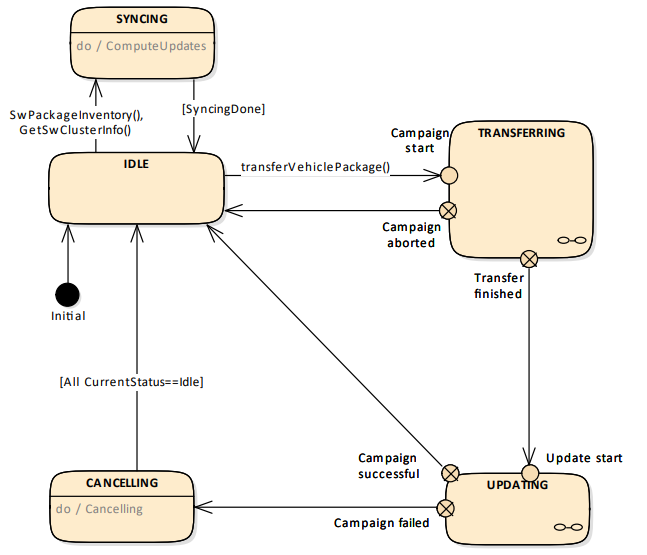 SYNCING
do / ComputeUpdates
SwPackageInventory(),
GetSwClusterInfo()
[SyncingDone]
IDLE
transferVehiclePackage()
Campaign
start
TRANSFERRING
Campaign
aborted
Transfer
finished
Initial
[All CurrentStatus==Idle]
Campaign
successful
Update start
UPDATING
CANCELLING
do / Cancelling
Campaign failed